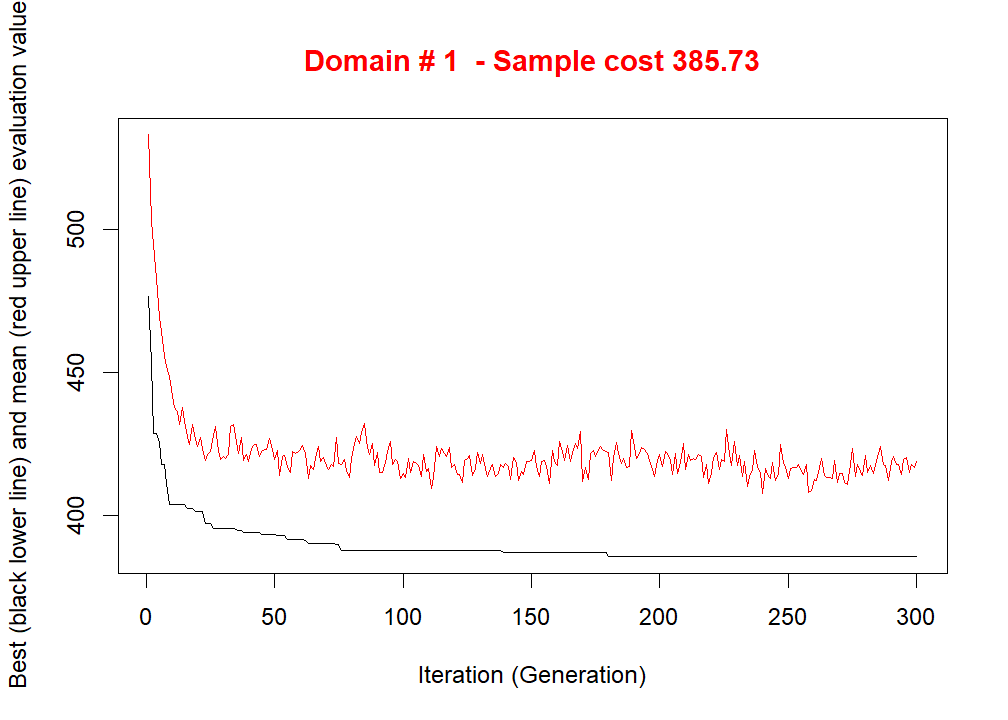 Domain # 1  - Sample cost 385.73
Best (black lower line) and mean (red upper line) evaluation value
500
450
400
0 50 100 150 200 250 300
Iteration (Generation)